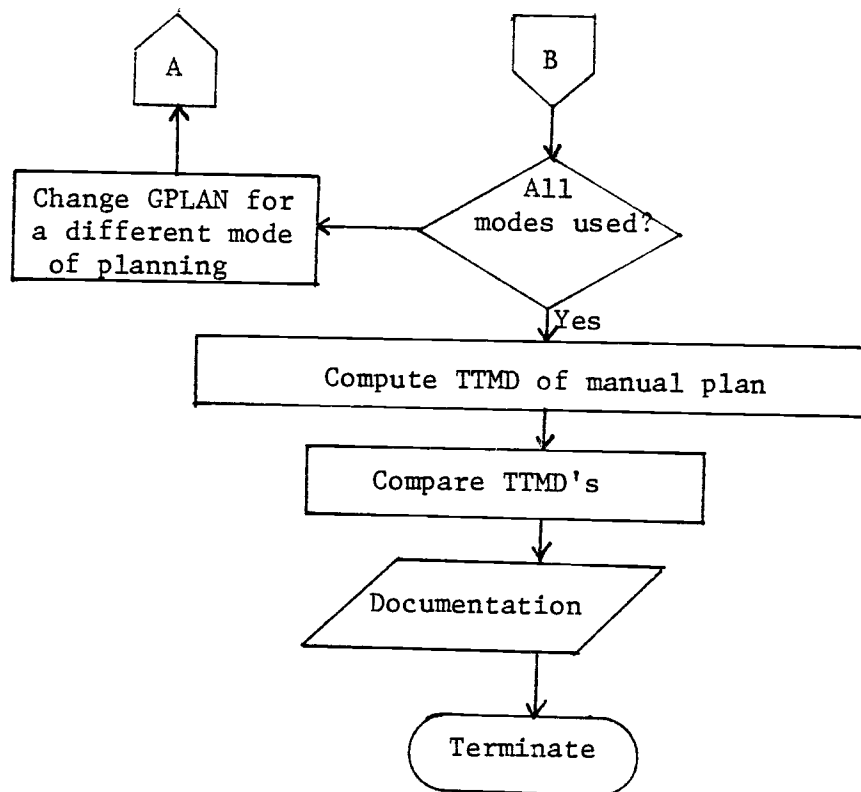 A
B
All
modes used?
Change GPLAN for
a different mode
of planning
Yes
Compute TTMD of manual plan
Compare TTMD's
Documentation
Terminate